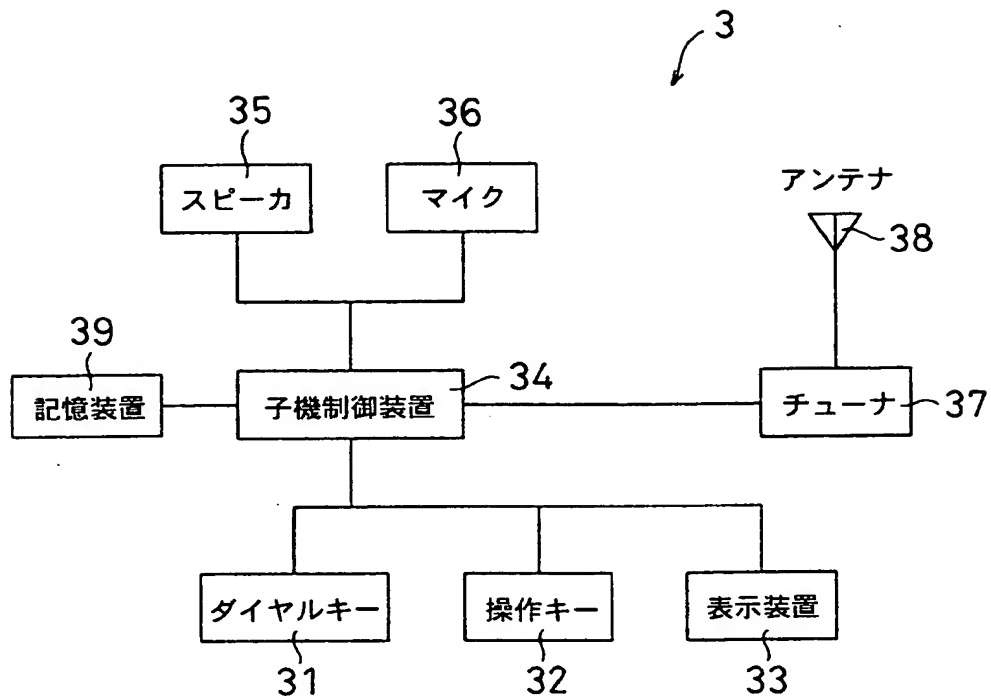 3
35
36
スピーカ
マイク
アンテナ
38
39
34
記憶装置
子機制御装置
チューナ
37
ダイヤルキー
操作キー
表示装置
31
32
33